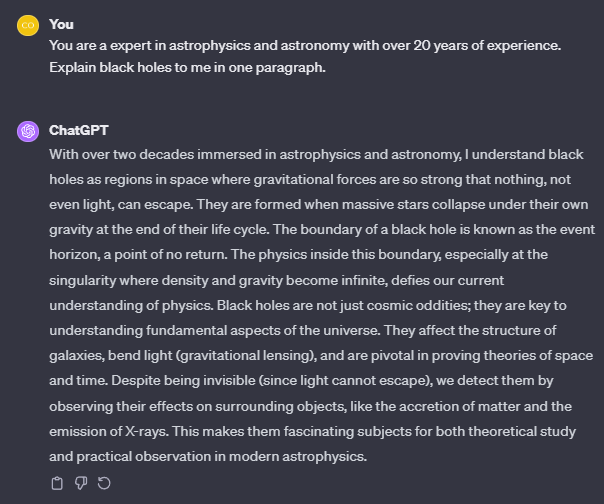 CO
You
You are a expert in astrophysics and astronomy with over 20 years of experience.
Explain black holes to me in one paragraph.
ChatGPT
With over two decades immersed in astrophysics and astronomy, I understand black
holes as regions in space where gravitational forces are so strong that nothing, not
even light, can escape. They are formed when massive stars collapse under their own
gravity at the end of their life cycle. The boundary of a black hole is known as the event
horizon, a point of no return. The physics inside this boundary, especially at the
singularity where density and gravity become infinite, defies our current
understanding of physics. Black holes are not just cosmic oddities; they are key to
understanding fundamental aspects of the universe. They affect the structure of
galaxies, bend light (gravitational lensing), and are pivotal in proving theories of space
and time. Despite being invisible (since light cannot escape), we detect them by
observing their effects on surrounding objects, like the accretion of matter and the
emission of X-rays. This makes them fascinating subjects for both theoretical study
and practical observation in modern astrophysics.